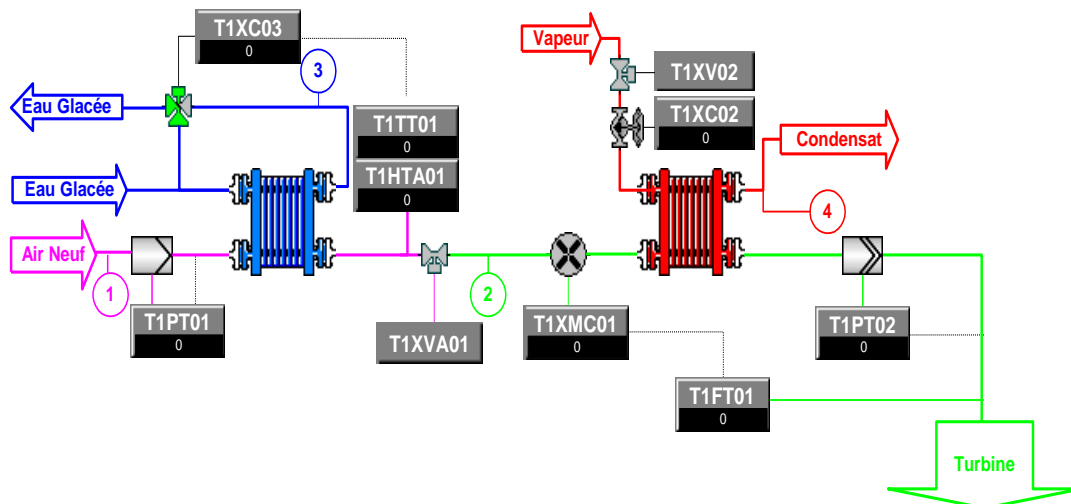 T1XC03
0
Vapeur
T1XV02
3
Eau Glacée
T1TT01
0
T1XC02
0
Condensat
T1HTA01
0
Eau Glacée
4
Air Neuf
1
2
T1PT01
0
T1XVA01
T1XMC01
0
T1PT02
0
T1FT01
0
Turbine